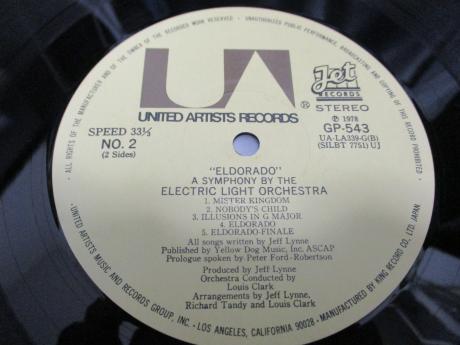 • ALL RIGHTS OF THE MANUFACTURER AND OF THE OWNER OF THE RECORDED WORK RESERVED • UNAUTHORIZED PUBLIC PERFORMANCE, BROADCASTING AND COPYING OF THIS RECORD PROHIBITED •
UA
®
UNITED ARTISTS RECORDS
Jet
RECORDS
STEREO
SPEED 33⅓
NO. 2
(2 Sides)
℗ 1978
GP-543
UA-LA339-G(B)
(SILBT 7751) UJ
"ELDORADO"
A SYMPHONY BY THE
ELECTRIC LIGHT ORCHESTRA
1. MISTER KINGDOM
2. NOBODY'S CHILD
3. ILLUSIONS IN G MAJOR
4. ELDORADO
5. ELDORADO-FINALE
All songs written by Jeff Lynne
Published by Yellow Dog Music, Inc. ASCAP
Prologue spoken by Peter Ford-Robertson
Produced by Jeff Lynne
Orchestra Conducted by
Louis Clark
Arrangements by Jeff Lynne,
Richard Tandy and Louis Clark
• UNITED ARTISTS MUSIC AND RECORDS GROUP, INC. • LOS ANGELES, CALIFORNIA 90028 • MANUFACTURED BY KING RECORD CO. LTD. JAPAN